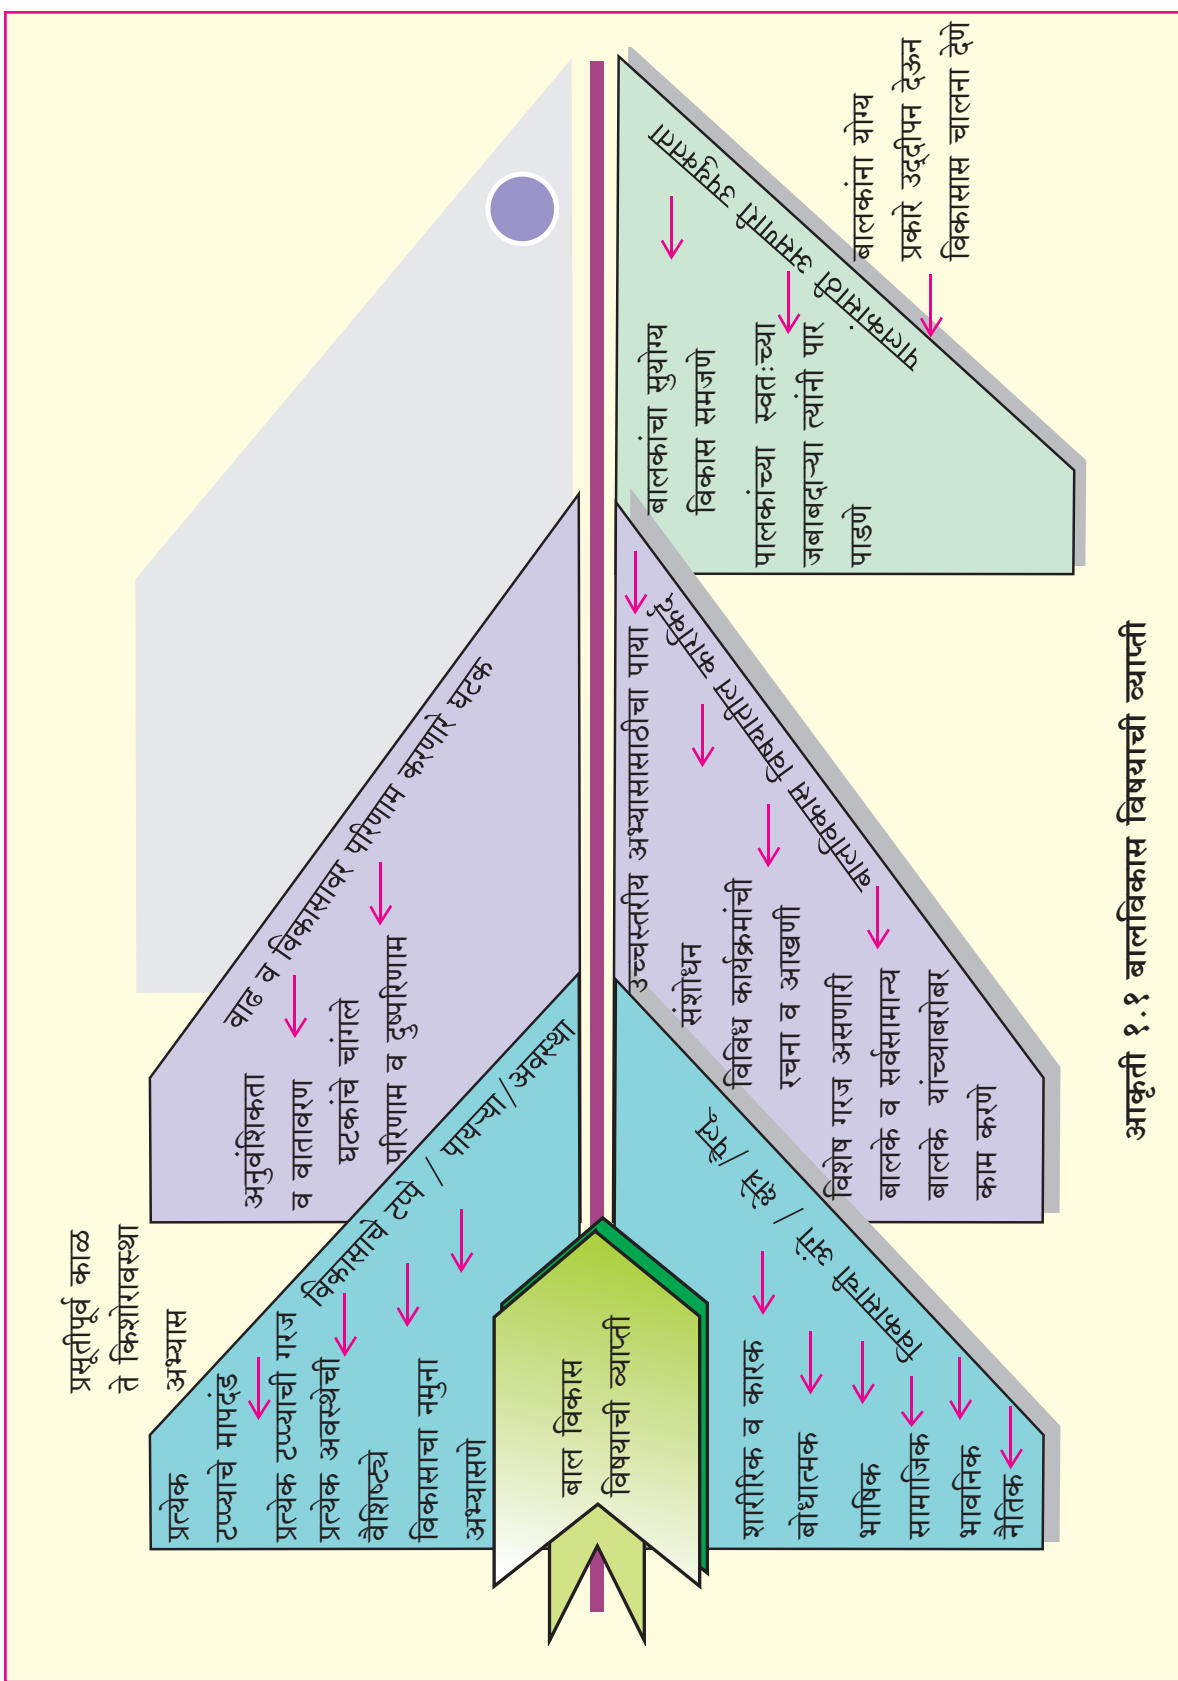 प्रसूतीपूर्व काळ
ते किशोरावस्था
अभ्यास
प्रत्येक
टप्प्याचे मापदंड
प्रत्येक टप्प्याची गरज
प्रत्येक अवस्थेची
वैशिष्ट्ये
विकासाचा नमुना
अभ्यासणे
विकासाचे टप्पे / पायऱ्या/अवस्था
अनुवंशिकता
व वातावरण
घटकांचे चांगले
परिणाम व दुष्परिणाम
वाढ व विकासावर परिणाम करणारे घटक
बाल विकास
विषयाची व्याप्ती
शारीरिक व कारक
बोधात्मक
भाषिक
सामाजिक
भावनिक
नैतिक
विकासाची अंगे / क्षेत्रे /पैलू
उच्चस्तरीय अभ्यासासाठीचा पाया
संशोधन
विविध कार्यक्रमांची
रचना व आखणी
विशेष गरज असणारी
बालके व सर्वसामान्य
बालके यांच्याबरोबर
काम करणे
बालविकास विषयातील कारकिर्द
बालकांचा सुयोग्य
विकास समजणे
पालकांच्या स्वतःच्या
जबाबदाऱ्या त्यांनी पार
पाडणे
पालकांसाठी असणारी उपयुक्तता
बालकांना योग्य
प्रकारे उद्दीपन देऊन
विकासास चालना देणे
आकृती १.१ बालविकास विषयाची व्याप्ती